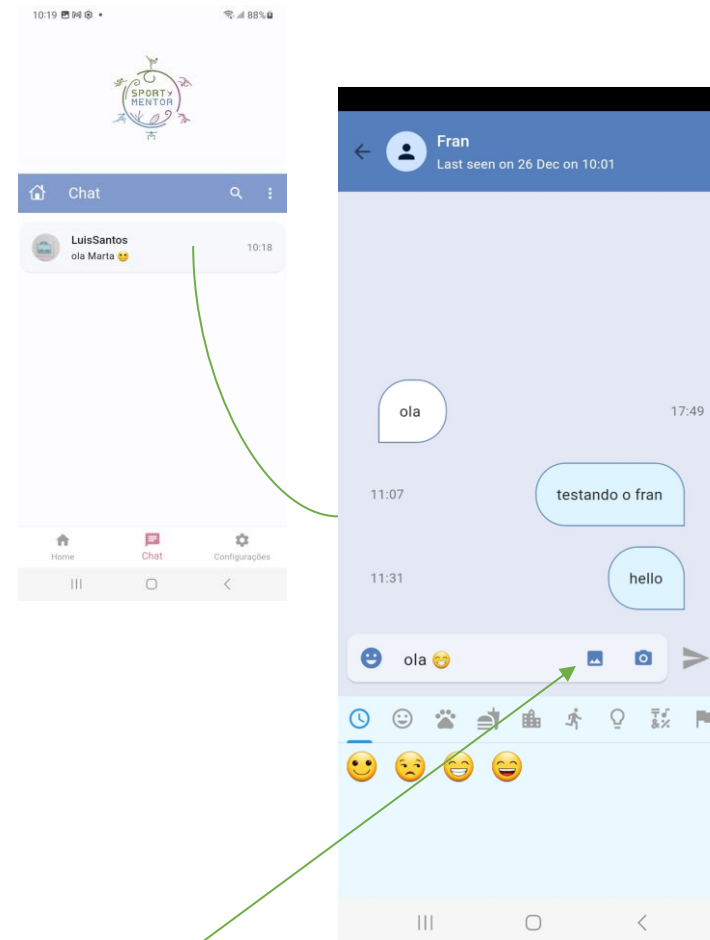 10:19
88%
SPORTY
MENTOR
Chat
LuisSantos
ola Marta 🙂
10:18
Home
Chat
Configurações
Fran
Last seen on 26 Dec on 10:01
ola
17:49
11:07
testando o fran
11:31
hello
ola 😁